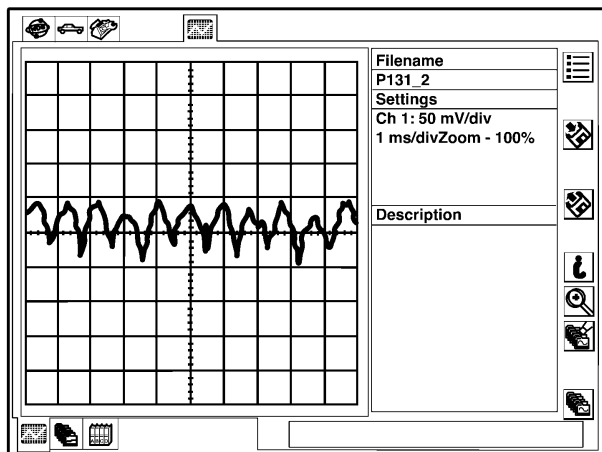 Filename
P131_2
Settings
Ch 1: 50 mV/div
1 ms/divZoom - 100%
Description